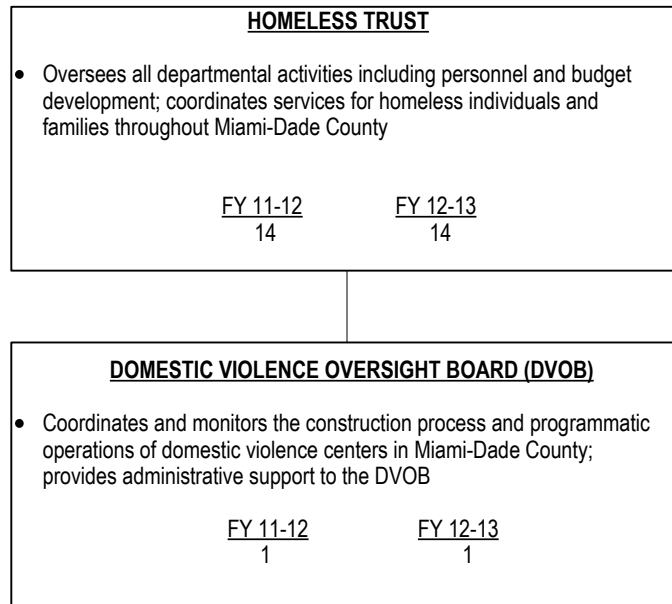 HOMELESS TRUST
• Oversees all departmental activities including personnel and budget
development; coordinates services for homeless individuals and
families throughout Miami-Dade County
FY 11-12 FY 12-13
14 14
DOMESTIC VIOLENCE OVERSIGHT BOARD (DVOB)
• Coordinates and monitors the construction process and programmatic
operations of domestic violence centers in Miami-Dade County;
provides administrative support to the DVOB
FY 11-12 FY 12-13
1 1